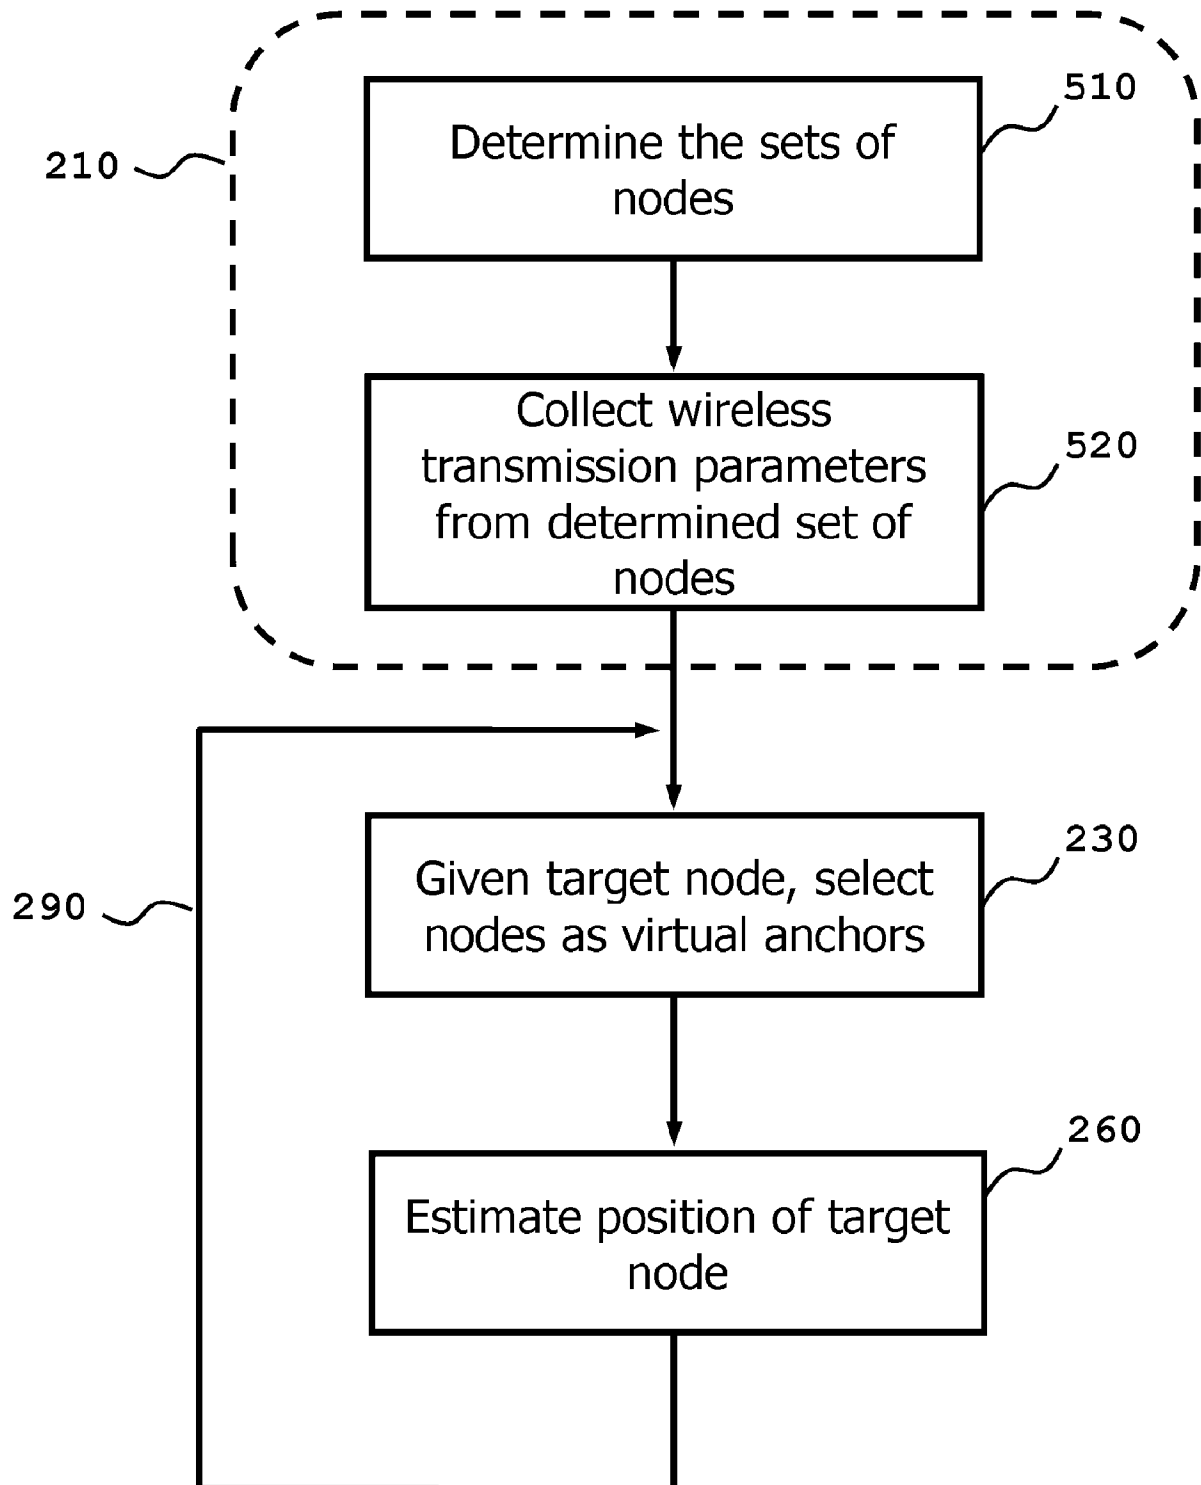 510
Determine the sets of
nodes
210
Collect wireless
transmission parameters
from determined set of
nodes
520
230
Given target node, select
nodes as virtual anchors
290
260
Estimate position of target
node